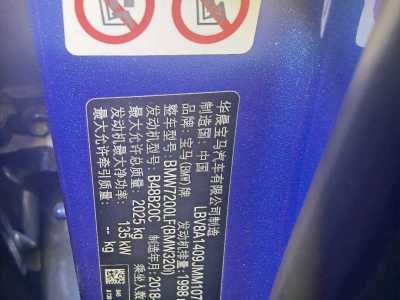 华晨宝马汽车有限公司制造
制造国：中国 LBV8A1409JMM107
品牌：宝马(BMW)牌 发动机排量：1998
整车型号：BMW7200LF(BMW320i)
发动机型号：B48B20C 制造年月：2018
最大允许总质量：2025 kg 乘坐人数
发动机最大净功率：135 kW
最大允许牵引质量：-- kg